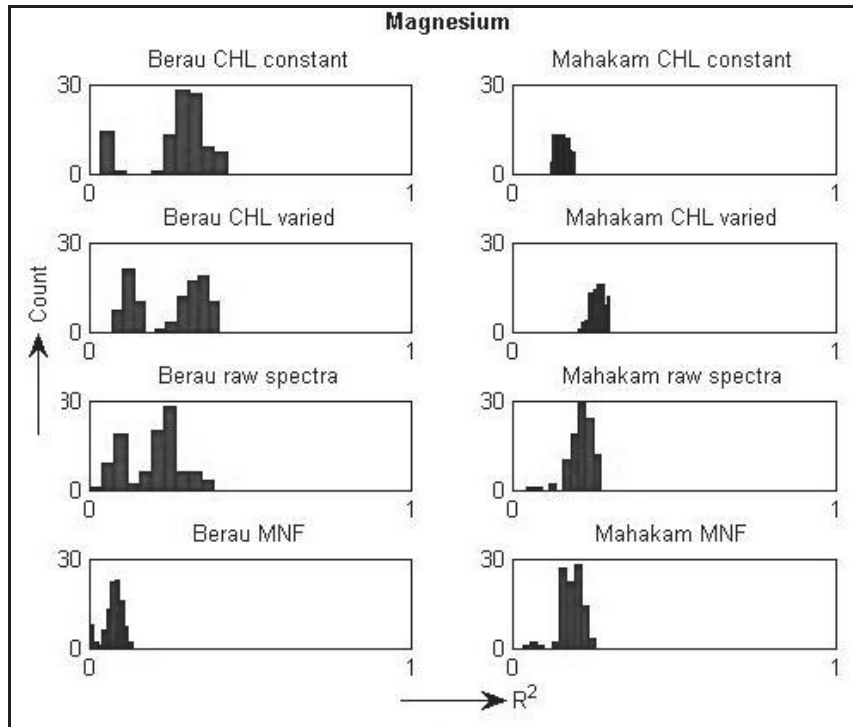 Magnesium
Berau CHL constant
30
0
0
1
Mahakam CHL constant
30
0
0
1
Berau CHL varied
30
0
0
1
Mahakam CHL varied
30
0
0
1
Berau raw spectra
30
0
0
1
Mahakam raw spectra
30
0
0
1
Berau MNF
30
0
0
1
Mahakam MNF
30
0
0
1
Count
R²